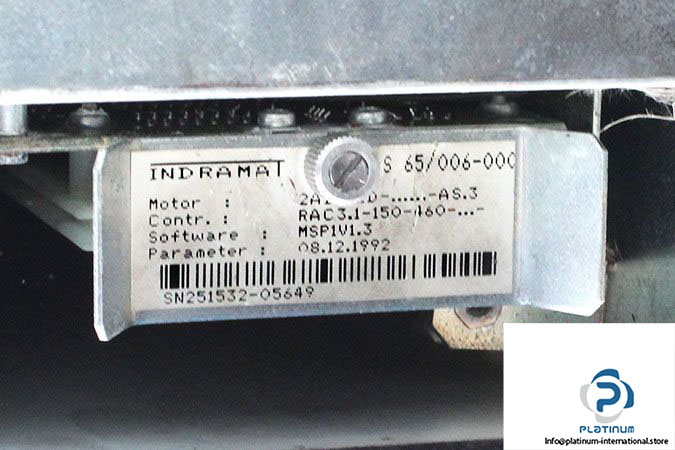 INDRAMAT S 65/006-000
Motor : -AS.3
Contr. : RAC3.1-150-460-...-
Software : MSP1V1.3
Parameter : 08.12.1992
SN251532-05649
PLATINUM
Info@platinum-international.store